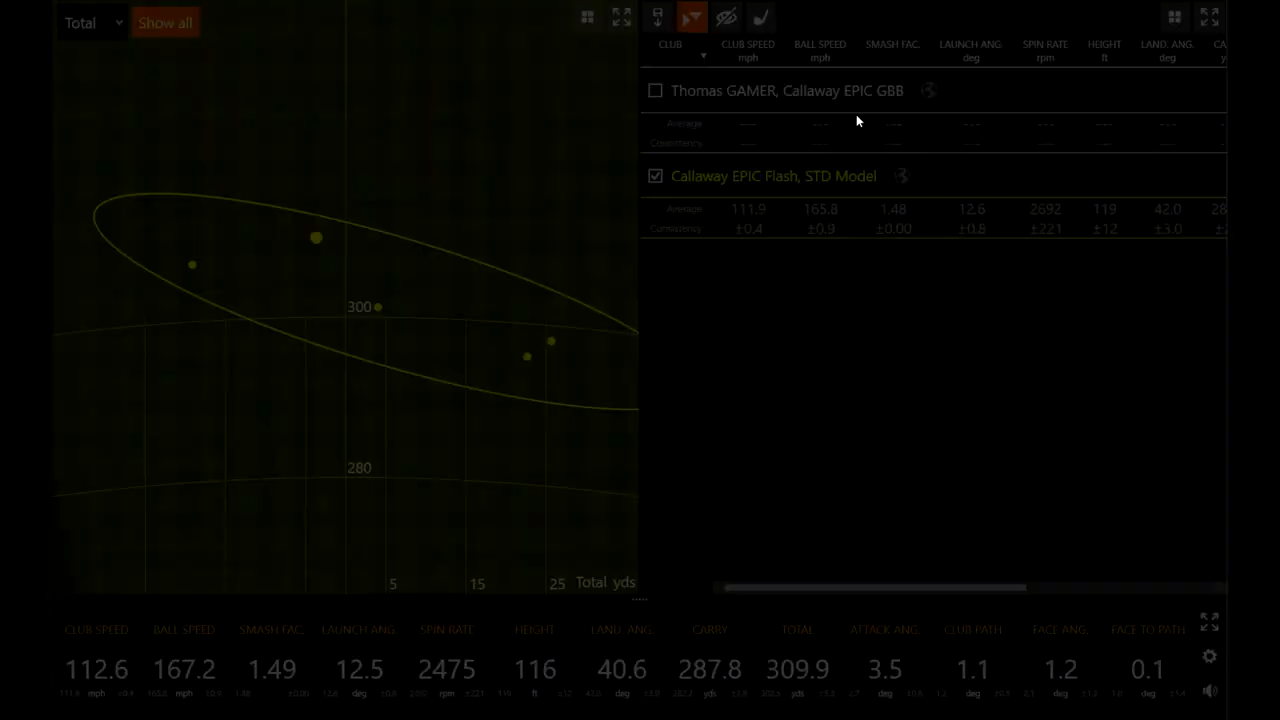 Total
Show all
300
280
5 15 25 Total yds
CLUB CLUB SPEED BALL SPEED SMASH FAC. LAUNCH ANG. SPIN RATE HEIGHT LAND. ANG. CA
mph mph deg rpm ft deg y
Thomas GAMER, Callaway EPIC GBB
Average --- --- --- --- --- --- ---
Consistency
Callaway EPIC Flash, STD Model
Average 111.9 165.8 1.48 12.6 2692 119 42.0 28
Consistency ±0.4 ±0.9 ±0.00 ±0.8 ±221 ±12 ±3.0
CLUB SPEED BALL SPEED SMASH FAC. LAUNCH ANG. SPIN RATE HEIGHT LAND. ANG. CARRY TOTAL ATTACK ANG. CLUB PATH FACE ANG. FACE TO PATH
112.6 167.2 1.49 12.5 2475 116 40.6 287.8 309.9 3.5 1.1 1.2 0.1
mph mph deg rpm ft deg yds yds deg deg deg deg